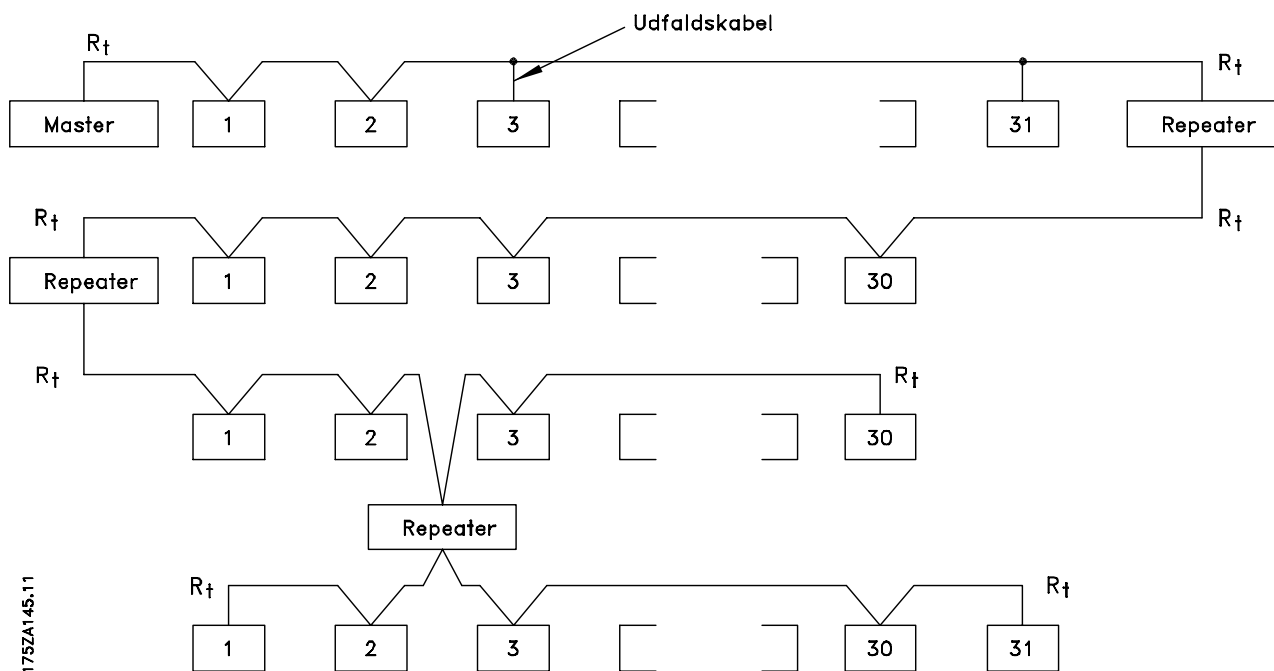 Udfaldskabel
Rt Rt
Master 1 2 3 31 Repeater
Rt Rt
Repeater 1 2 3 30
Rt Rt
1 2 3 30
Repeater
Rt Rt
1 2 3 30 31
175ZA145.11